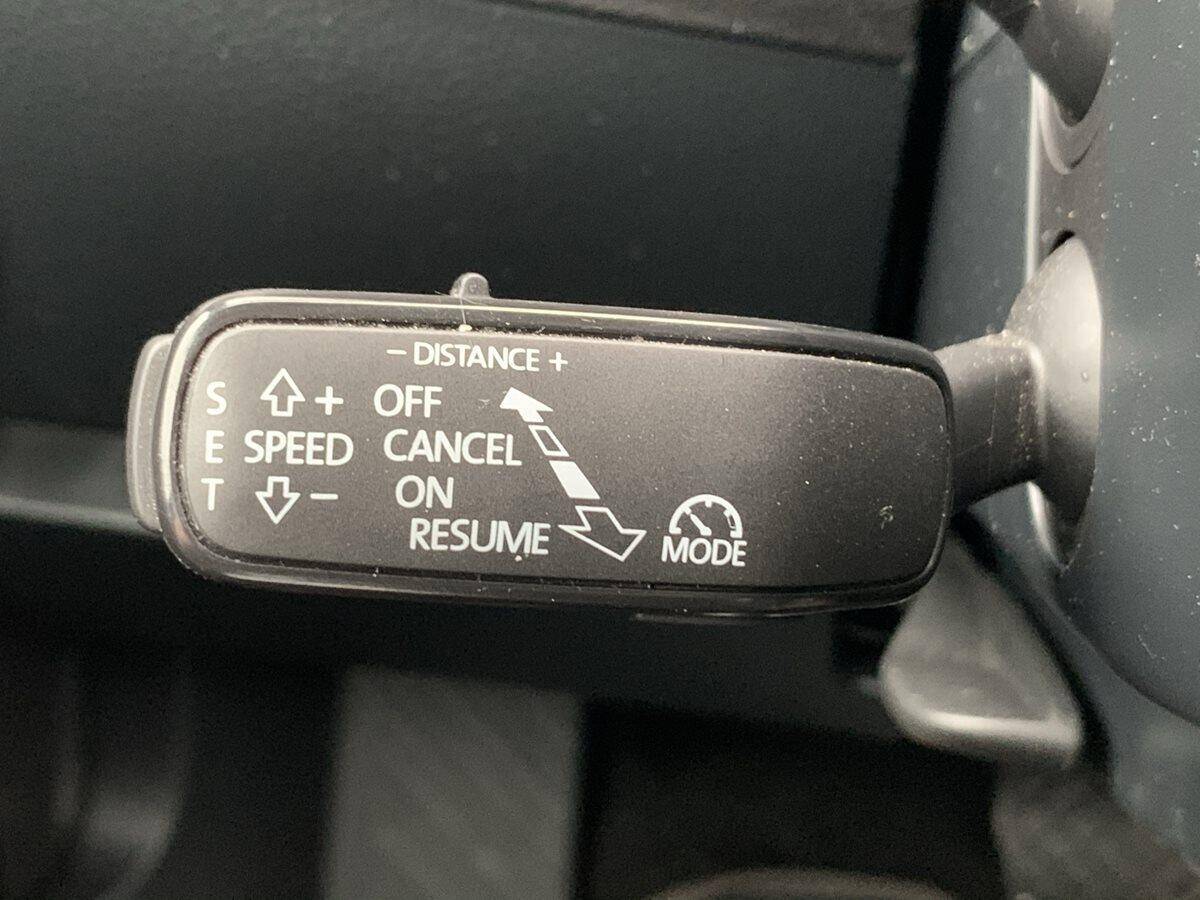 - DISTANCE +
S + OFF
E SPEED CANCEL
T - ON
RESUME
MODE